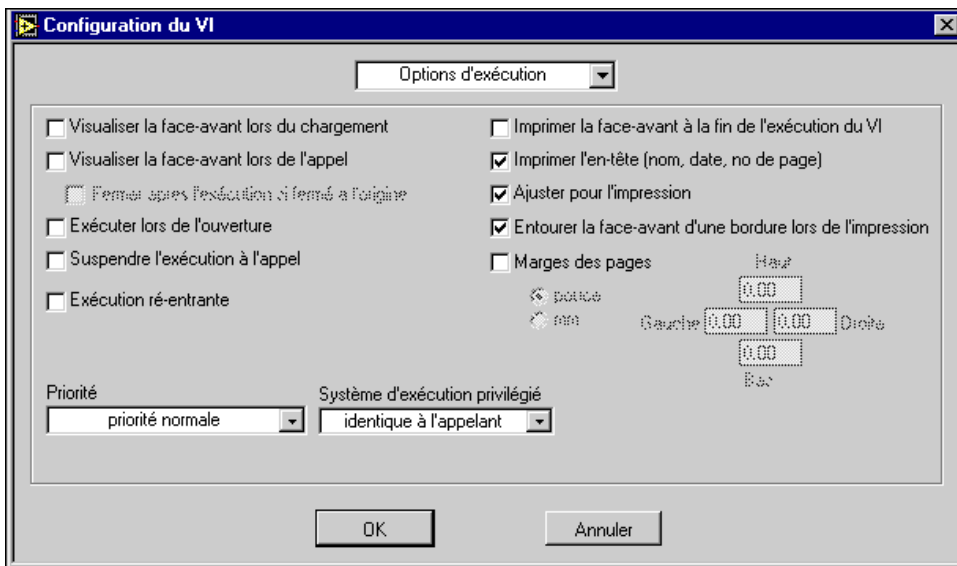 Configuration du VI
Options d'exécution
Visualiser la face-avant lors du chargement
Visualiser la face-avant lors de l'appel
Fermer après l'exécution si fermé à l'origine
Exécuter lors de l'ouverture
Suspendre l'exécution à l'appel
Exécution ré-entrante
Imprimer la face-avant à la fin de l'exécution du VI
Imprimer l'en-tête (nom, date, no de page)
Ajuster pour l'impression
Entourer la face-avant d'une bordure lors de l'impression
Marges des pages
Haut
pouce
0.00
mm
Gauche 0.00 0.00 Droite
0.00
Bas
Priorité
priorité normale
Système d'exécution privilégié
identique à l'appelant
OK
Annuler